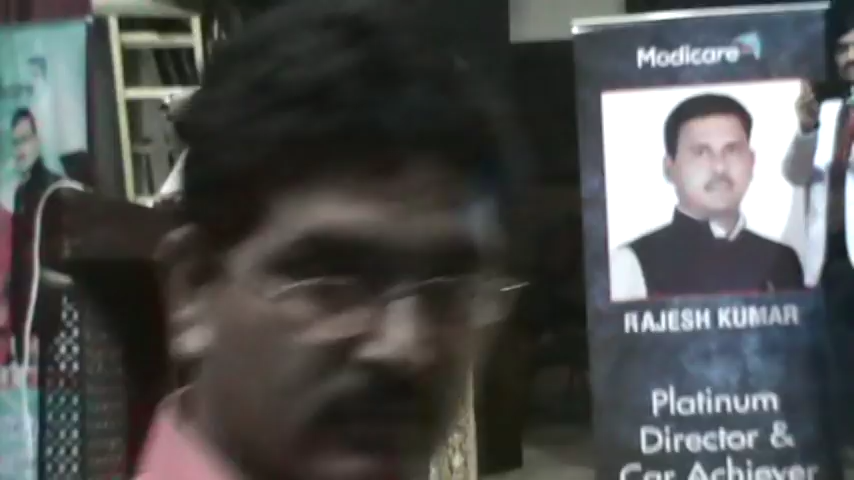 Modicare
RAJESH KUMAR
Platinum
Director &
Car Achiever